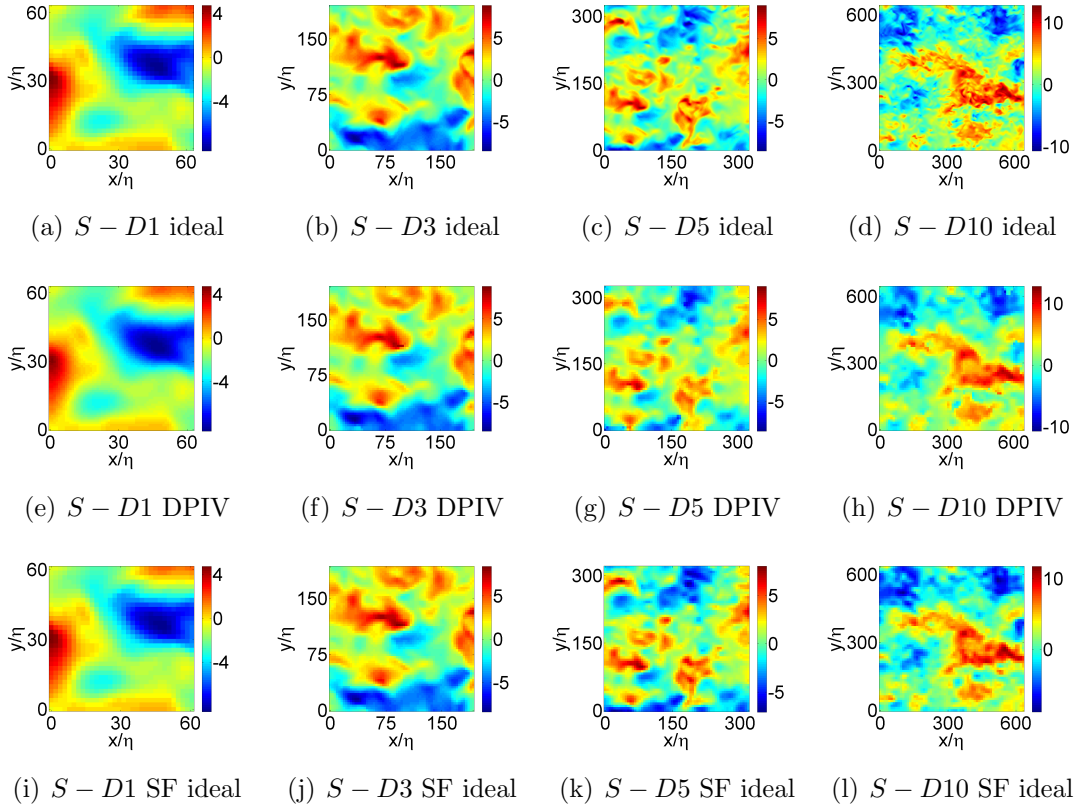 60 30 0 y/η 0 30 60 x/η 4 0 -4
150 75 0 y/η 0 75 150 x/η 5 0 -5
300 150 0 y/η 0 150 300 x/η 5 0 -5
600 300 0 y/η 0 300 600 x/η 10 0 -10
(a) S − D1 ideal (b) S − D3 ideal (c) S − D5 ideal (d) S − D10 ideal
60 30 0 y/η 0 30 60 x/η 4 0 -4
150 75 0 y/η 0 75 150 x/η 5 0 -5
300 150 0 y/η 0 150 300 x/η 5 0 -5
600 300 0 y/η 0 300 600 x/η 10 0 -10
(e) S − D1 DPIV (f) S − D3 DPIV (g) S − D5 DPIV (h) S − D10 DPIV
60 30 0 y/η 0 30 60 x/η 4 0 -4
150 75 0 y/η 0 75 150 x/η 5 0 -5
300 150 0 y/η 0 150 300 x/η 5 0 -5
600 300 0 y/η 0 300 600 x/η 10 0
(i) S − D1 SF ideal (j) S − D3 SF ideal (k) S − D5 SF ideal (l) S − D10 SF ideal